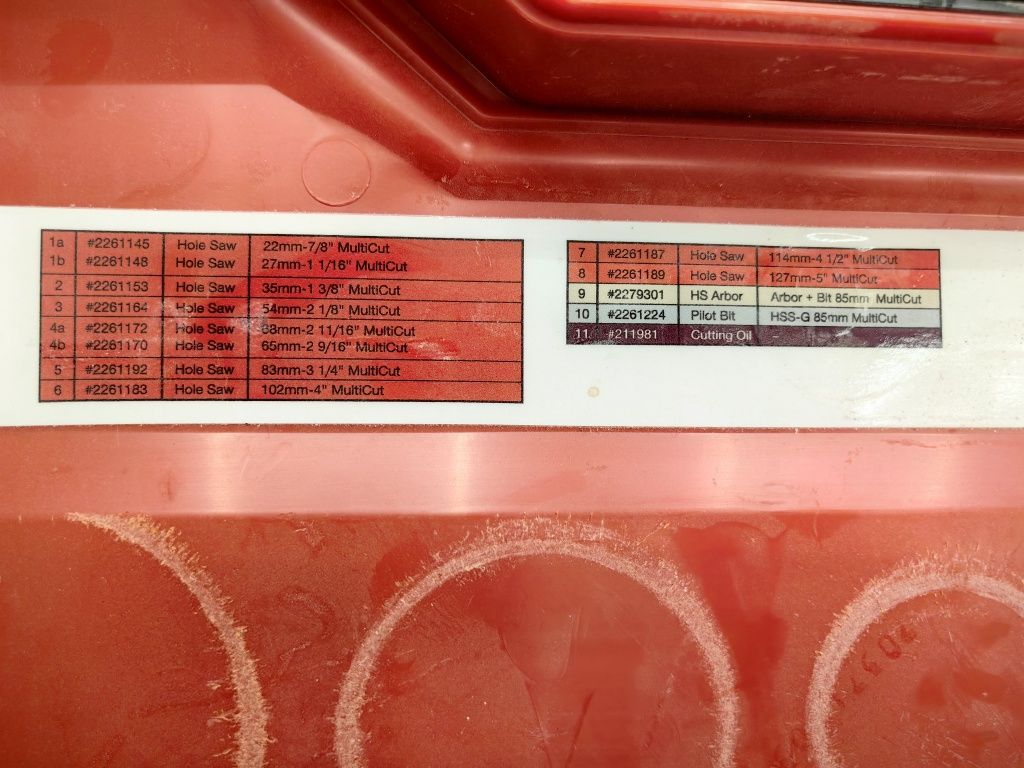 1a #2261145 Hole Saw 22mm-7/8" MultiCut
1b #2261148 Hole Saw 27mm-1 1/16" MultiCut
2 #2261153 Hole Saw 35mm-1 3/8" MultiCut
3 #2261164 Hole Saw 54mm-2 1/8" MultiCut
4a #2261172 Hole Saw 68mm-2 11/16" MultiCut
4b #2261170 Hole Saw 65mm-2 9/16" MultiCut
5 #2261192 Hole Saw 83mm-3 1/4" MultiCut
6 #2261183 Hole Saw 102mm-4" MultiCut
7 #2261187 Hole Saw 114mm-4 1/2" MultiCut
8 #2261189 Hole Saw 127mm-5" MultiCut
9 #2279301 HS Arbor Arbor + Bit 85mm MultiCut
10 #2261224 Pilot Bit HSS-G 85mm MultiCut
11 #211981 Cutting Oil